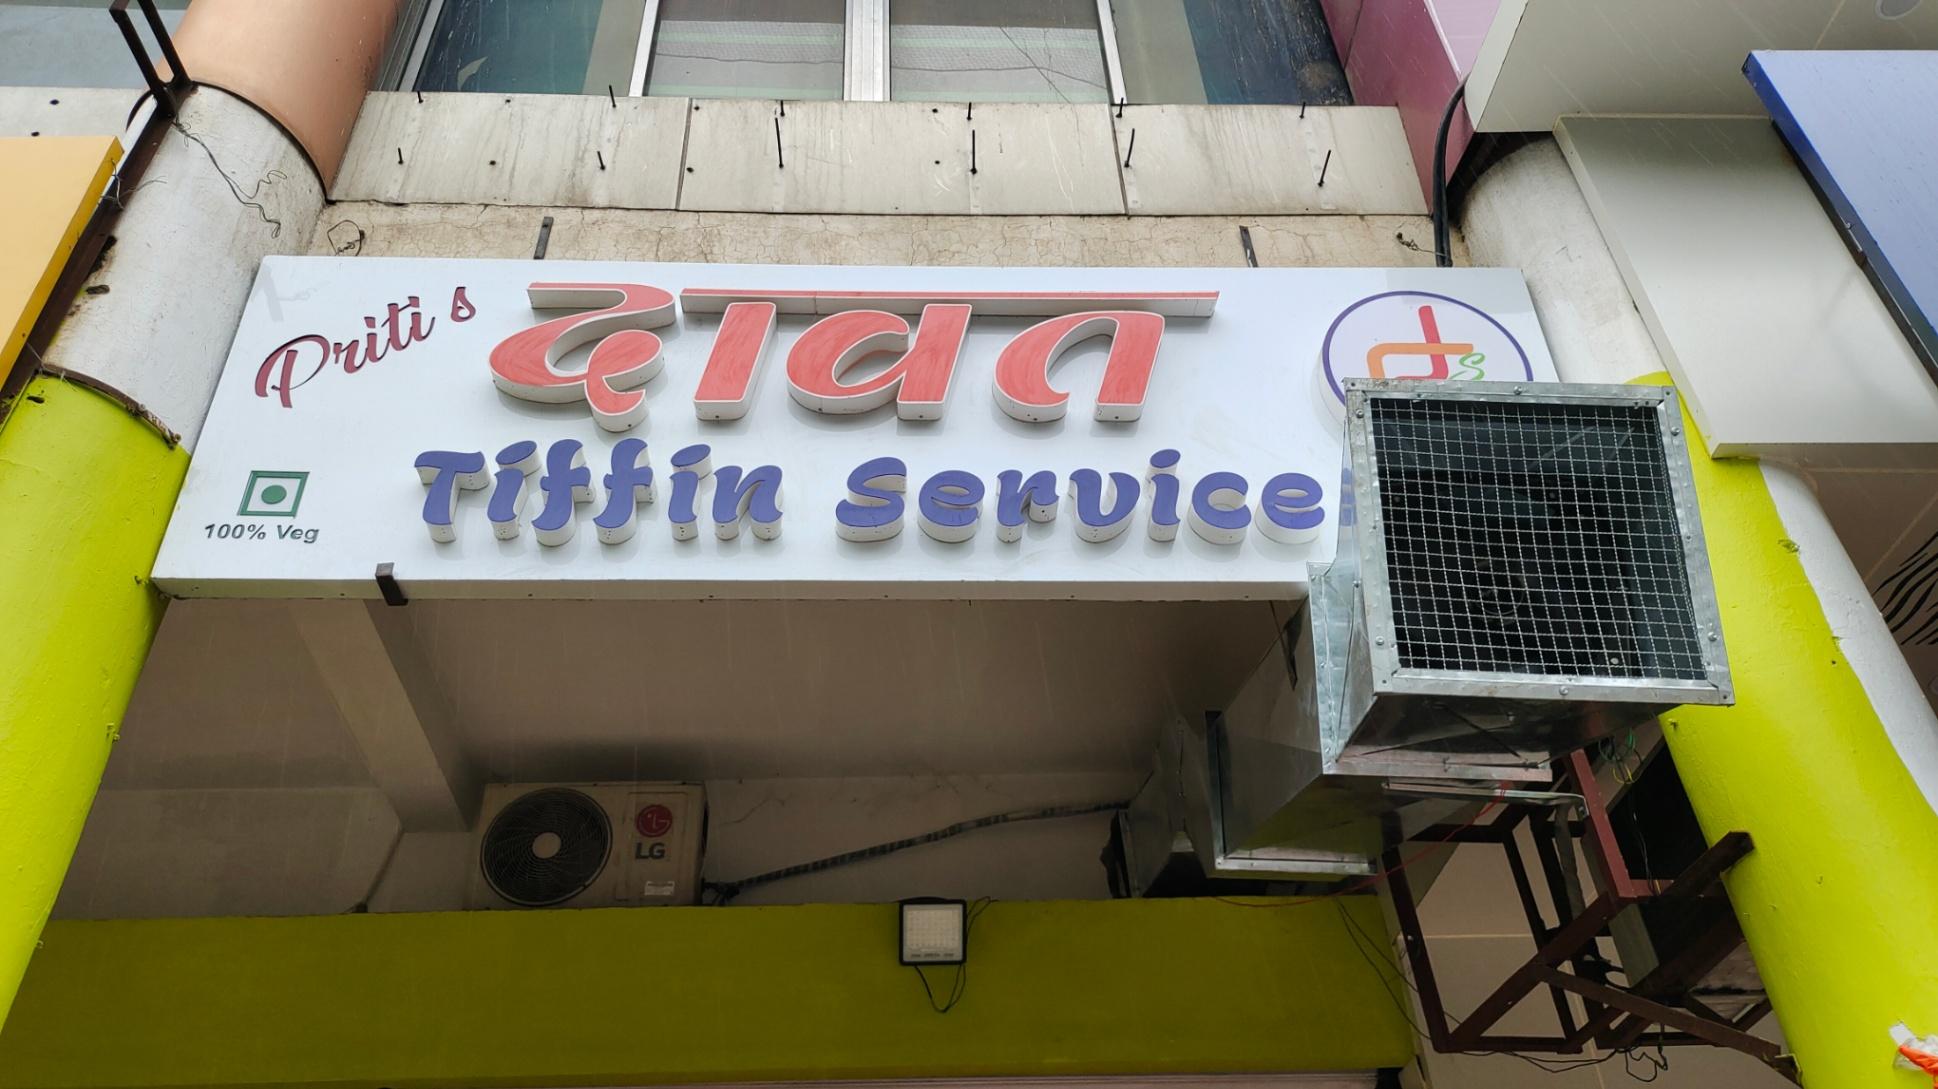 Priti's
दावत
Tiffin Service
100% Veg
LG